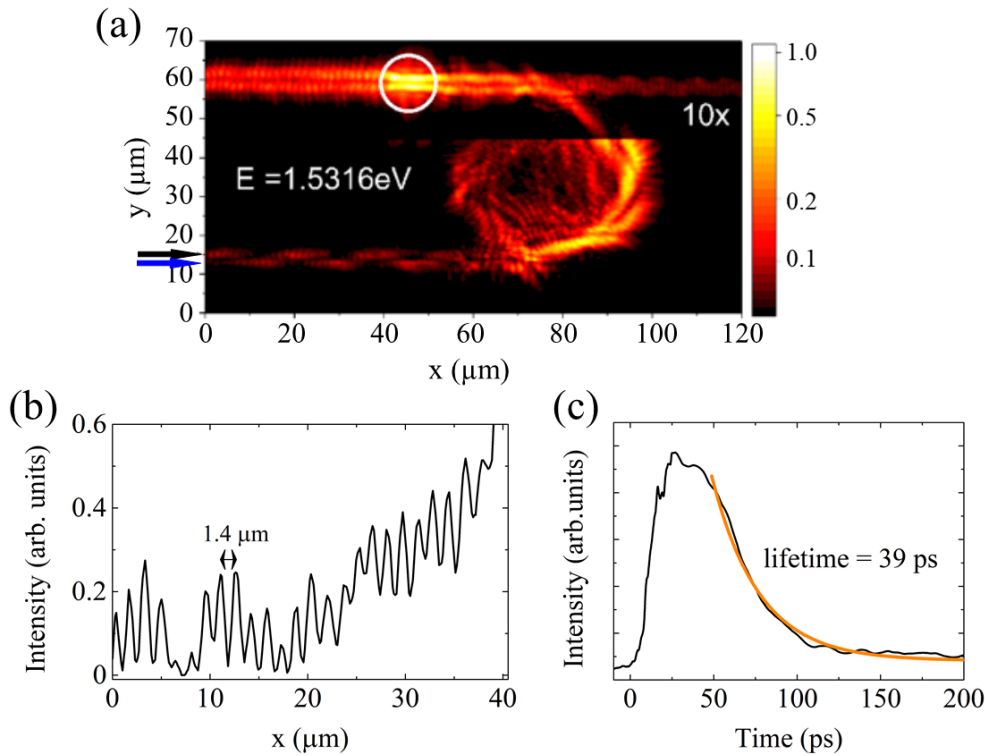 (a)
70
60
50
40
30
20
10
0
y (µm)
E =1.5316eV
10x
1.0
0.5
0.2
0.1
0 20 40 60 80 100 120
x (µm)
(b)
0.6
0.4
0.2
0
Intensity (arb. units)
1.4 µm
0 10 20 30 40
x (µm)
(c)
Intensity (arb.units)
lifetime = 39 ps
0 50 100 150 200
Time (ps)